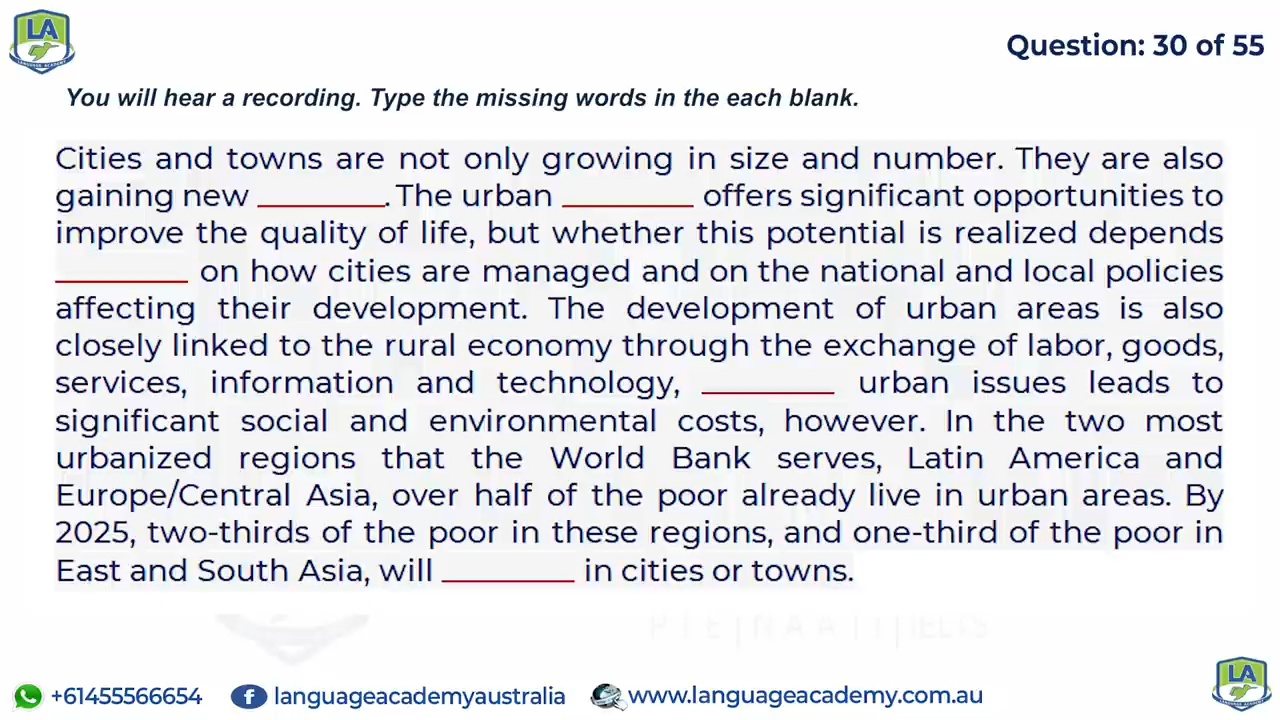 LA
LANGUAGE ACADEMY
Question: 30 of 55
You will hear a recording. Type the missing words in the each blank.
Cities and towns are not only growing in size and number. They are also
gaining new ________. The urban ________ offers significant opportunities to
improve the quality of life, but whether this potential is realized depends
________ on how cities are managed and on the national and local policies
affecting their development. The development of urban areas is also
closely linked to the rural economy through the exchange of labor, goods,
services, information and technology, ________ urban issues leads to
significant social and environmental costs, however. In the two most
urbanized regions that the World Bank serves, Latin America and
Europe/Central Asia, over half of the poor already live in urban areas. By
2025, two-thirds of the poor in these regions, and one-third of the poor in
East and South Asia, will ________ in cities or towns.
PTE|NAATI|IELTS
+61455566654 f languageacademyaustralia www.languageacademy.com.au
LA
LANGUAGE ACADEMY